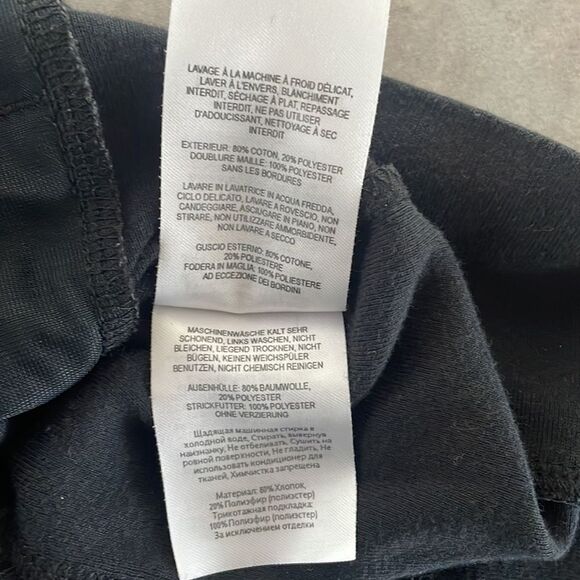 LAVAGE À LA MACHINE À FROID DÉLICAT,
LAVER À L'ENVERS, BLANCHIMENT
INTERDIT, SÉCHAGE À PLAT, REPASSAGE
INTERDIT, NE PAS UTILISER
D'ADOUCISSANT, NETTOYAGE À SEC
INTERDIT
EXTERIEUR: 80% COTON, 20% POLYESTER
DOUBLURE MAILLE: 100% POLYESTER
SANS LES BORDURES
LAVARE IN LAVATRICE IN ACQUA FREDDA,
CICLO DELICATO, LAVARE A ROVESCIO, NON
CANDEGGIARE, ASCIUGARE IN PIANO, NON
STIRARE, NON UTILIZZARE AMMORBIDENTE,
NON LAVARE A SECCO
GUSCIO ESTERNO: 80% COTONE,
20% POLIESTERE
FODERA IN MAGLIA: 100% POLIESTERE
AD ECCEZIONE DEI BORDINI
MASCHINENWÄSCHE KALT SEHR
SCHONEND, LINKS WASCHEN, NICHT
BLEICHEN, LIEGEND TROCKNEN, NICHT
BÜGELN, KEINEN WEICHSPÜLER
BENUTZEN, NICHT CHEMISCH REINIGEN
AUßENHÜLLE: 80% BAUMWOLLE,
20% POLYESTER
STRICKFUTTER: 100% POLYESTER
OHNE VERZIERUNG
Щадящая машинная стирка в
холодной воде, Стирать, вывернув
наизнанку, Не отбеливать, Сушить на
ровной поверхности, Не гладить, Не
использовать кондиционер для
тканей, Химчистка запрещена
Материал: 80% Хлопок,
20% Полиэфир (полиэстер)
Трикотажная подкладка:
100% Полиэфир (полиэстер)
За исключением отделки